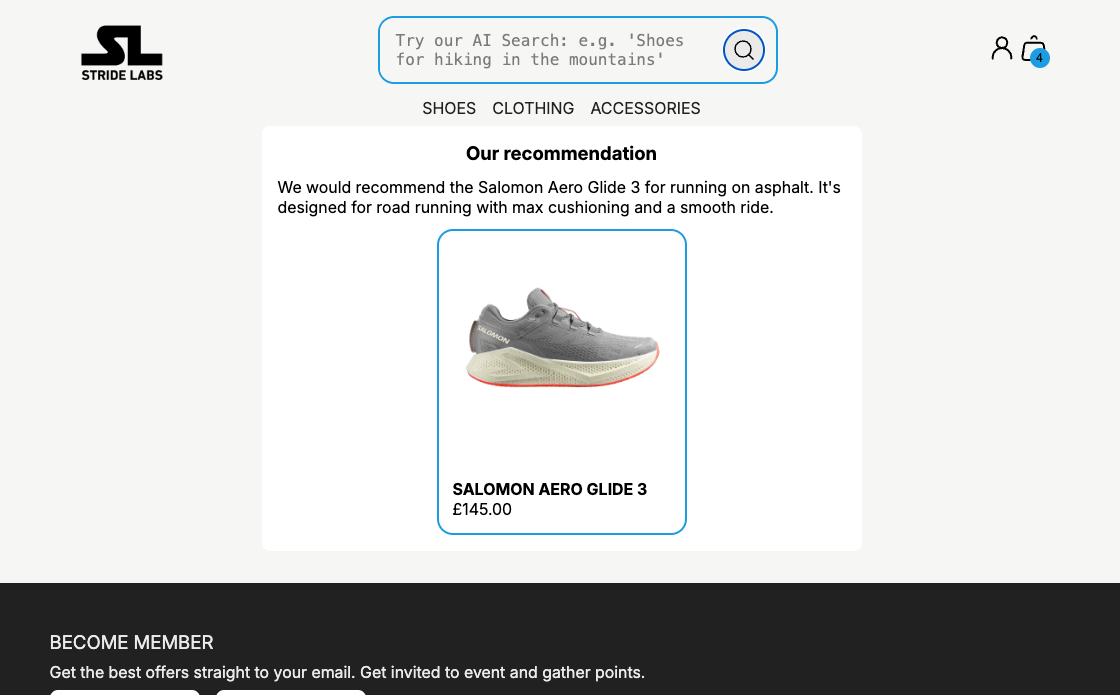 SL
STRIDE LABS
Try our AI Search: e.g. 'Shoes
for hiking in the mountains'
4
SHOES CLOTHING ACCESSORIES
Our recommendation
We would recommend the Salomon Aero Glide 3 for running on asphalt. It's
designed for road running with max cushioning and a smooth ride.
SALOMON
SALOMON AERO GLIDE 3
£145.00
BECOME MEMBER
Get the best offers straight to your email. Get invited to event and gather points.